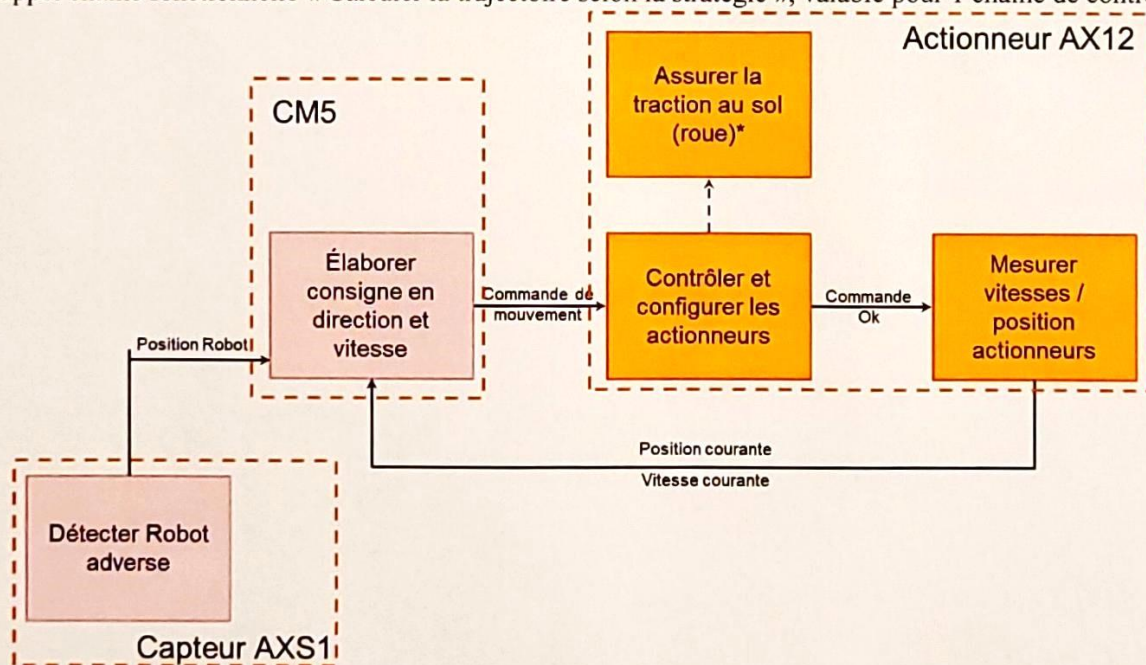 Actionneur AX12
Assurer la
traction au sol
(roue)*
CM5
Élaborer
consigne en
direction et
vitesse
Commande de
mouvement
Contrôler et
configurer les
actionneurs
Commande
Ok
Mesurer
vitesses /
position
actionneurs
Position Robot
Position courante
Vitesse courante
Détecter Robot
adverse
Capteur AXS1